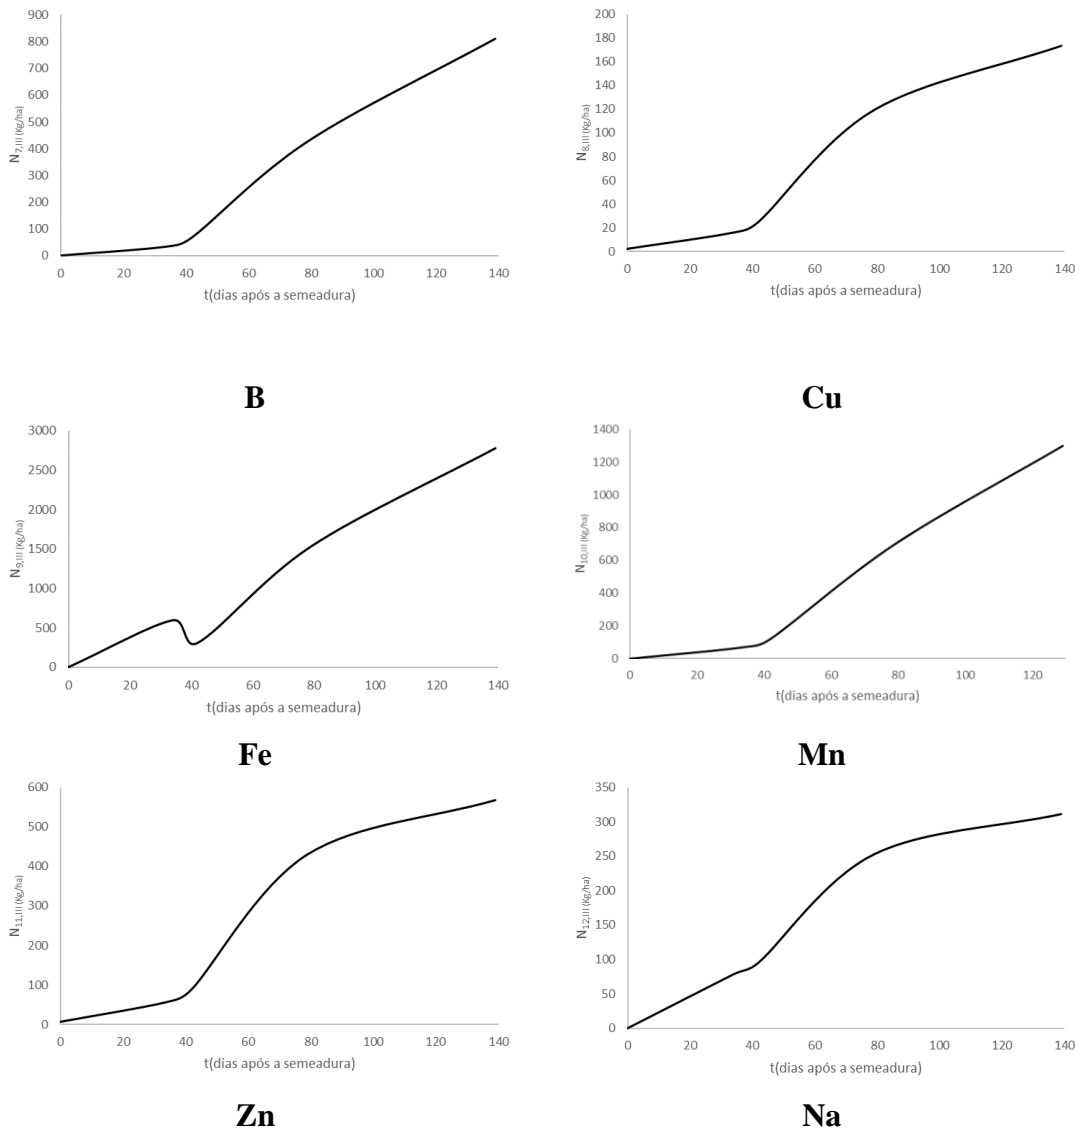 900
800
700
600
500
400
300
200
100
0
N7,III (Kg/ha)
0 20 40 60 80 100 120 140
t(dias após a semeadura)
B
200
180
160
140
120
100
80
60
40
20
0
N8,III (Kg/ha)
0 20 40 60 80 100 120 140
t(dias após a semeadura)
Cu
3000
2500
2000
1500
1000
500
0
N9,III (Kg/ha)
0 20 40 60 80 100 120 140
t(dias após a semeadura)
Fe
1400
1200
1000
800
600
400
200
0
N10,III (Kg/ha)
0 20 40 60 80 100 120
t(dias após a semeadura)
Mn
600
500
400
300
200
100
0
N11,III (Kg/ha)
0 20 40 60 80 100 120 140
t(dias após a semeadura)
Zn
350
300
250
200
150
100
50
0
N12,III (Kg/ha)
0 20 40 60 80 100 120 140
t(dias após a semeadura)
Na